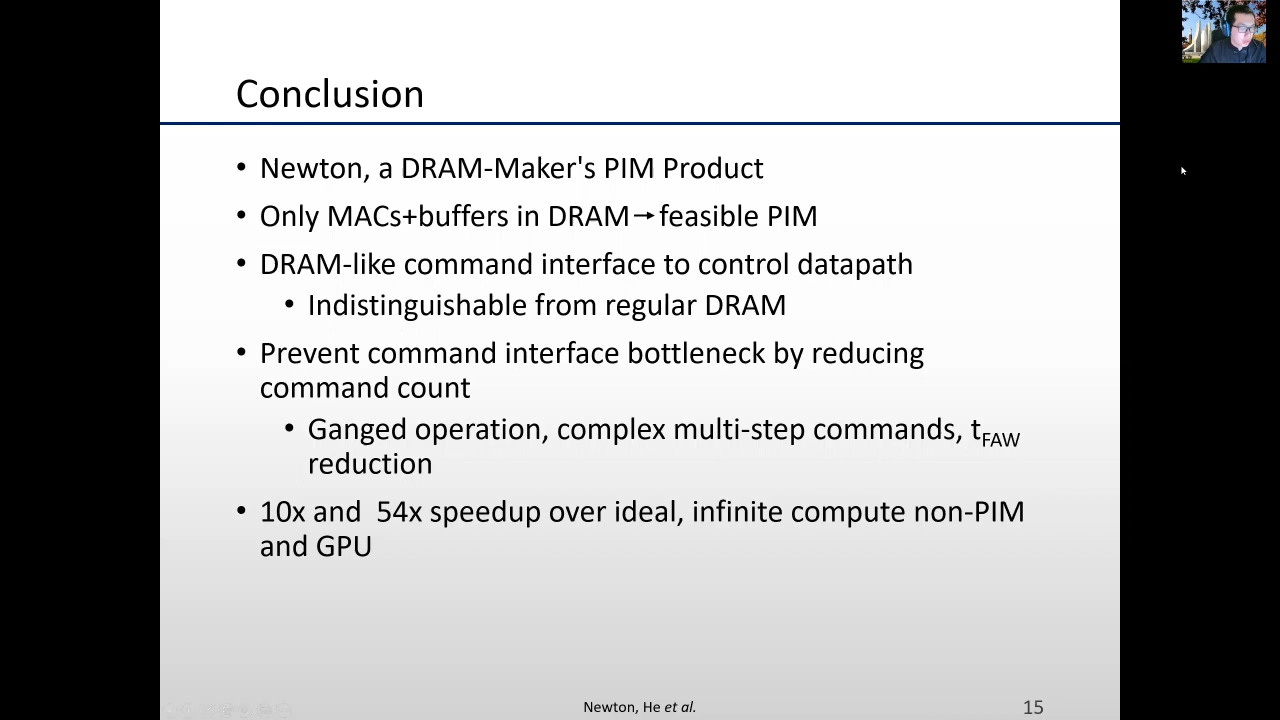 Conclusion
• Newton, a DRAM-Maker's PIM Product
• Only MACs+buffers in DRAM→feasible PIM
• DRAM-like command interface to control datapath
• Indistinguishable from regular DRAM
• Prevent command interface bottleneck by reducing
command count
• Ganged operation, complex multi-step commands, tFAW
reduction
• 10x and  54x speedup over ideal, infinite compute non-PIM
and GPU
Newton, He et al.
15